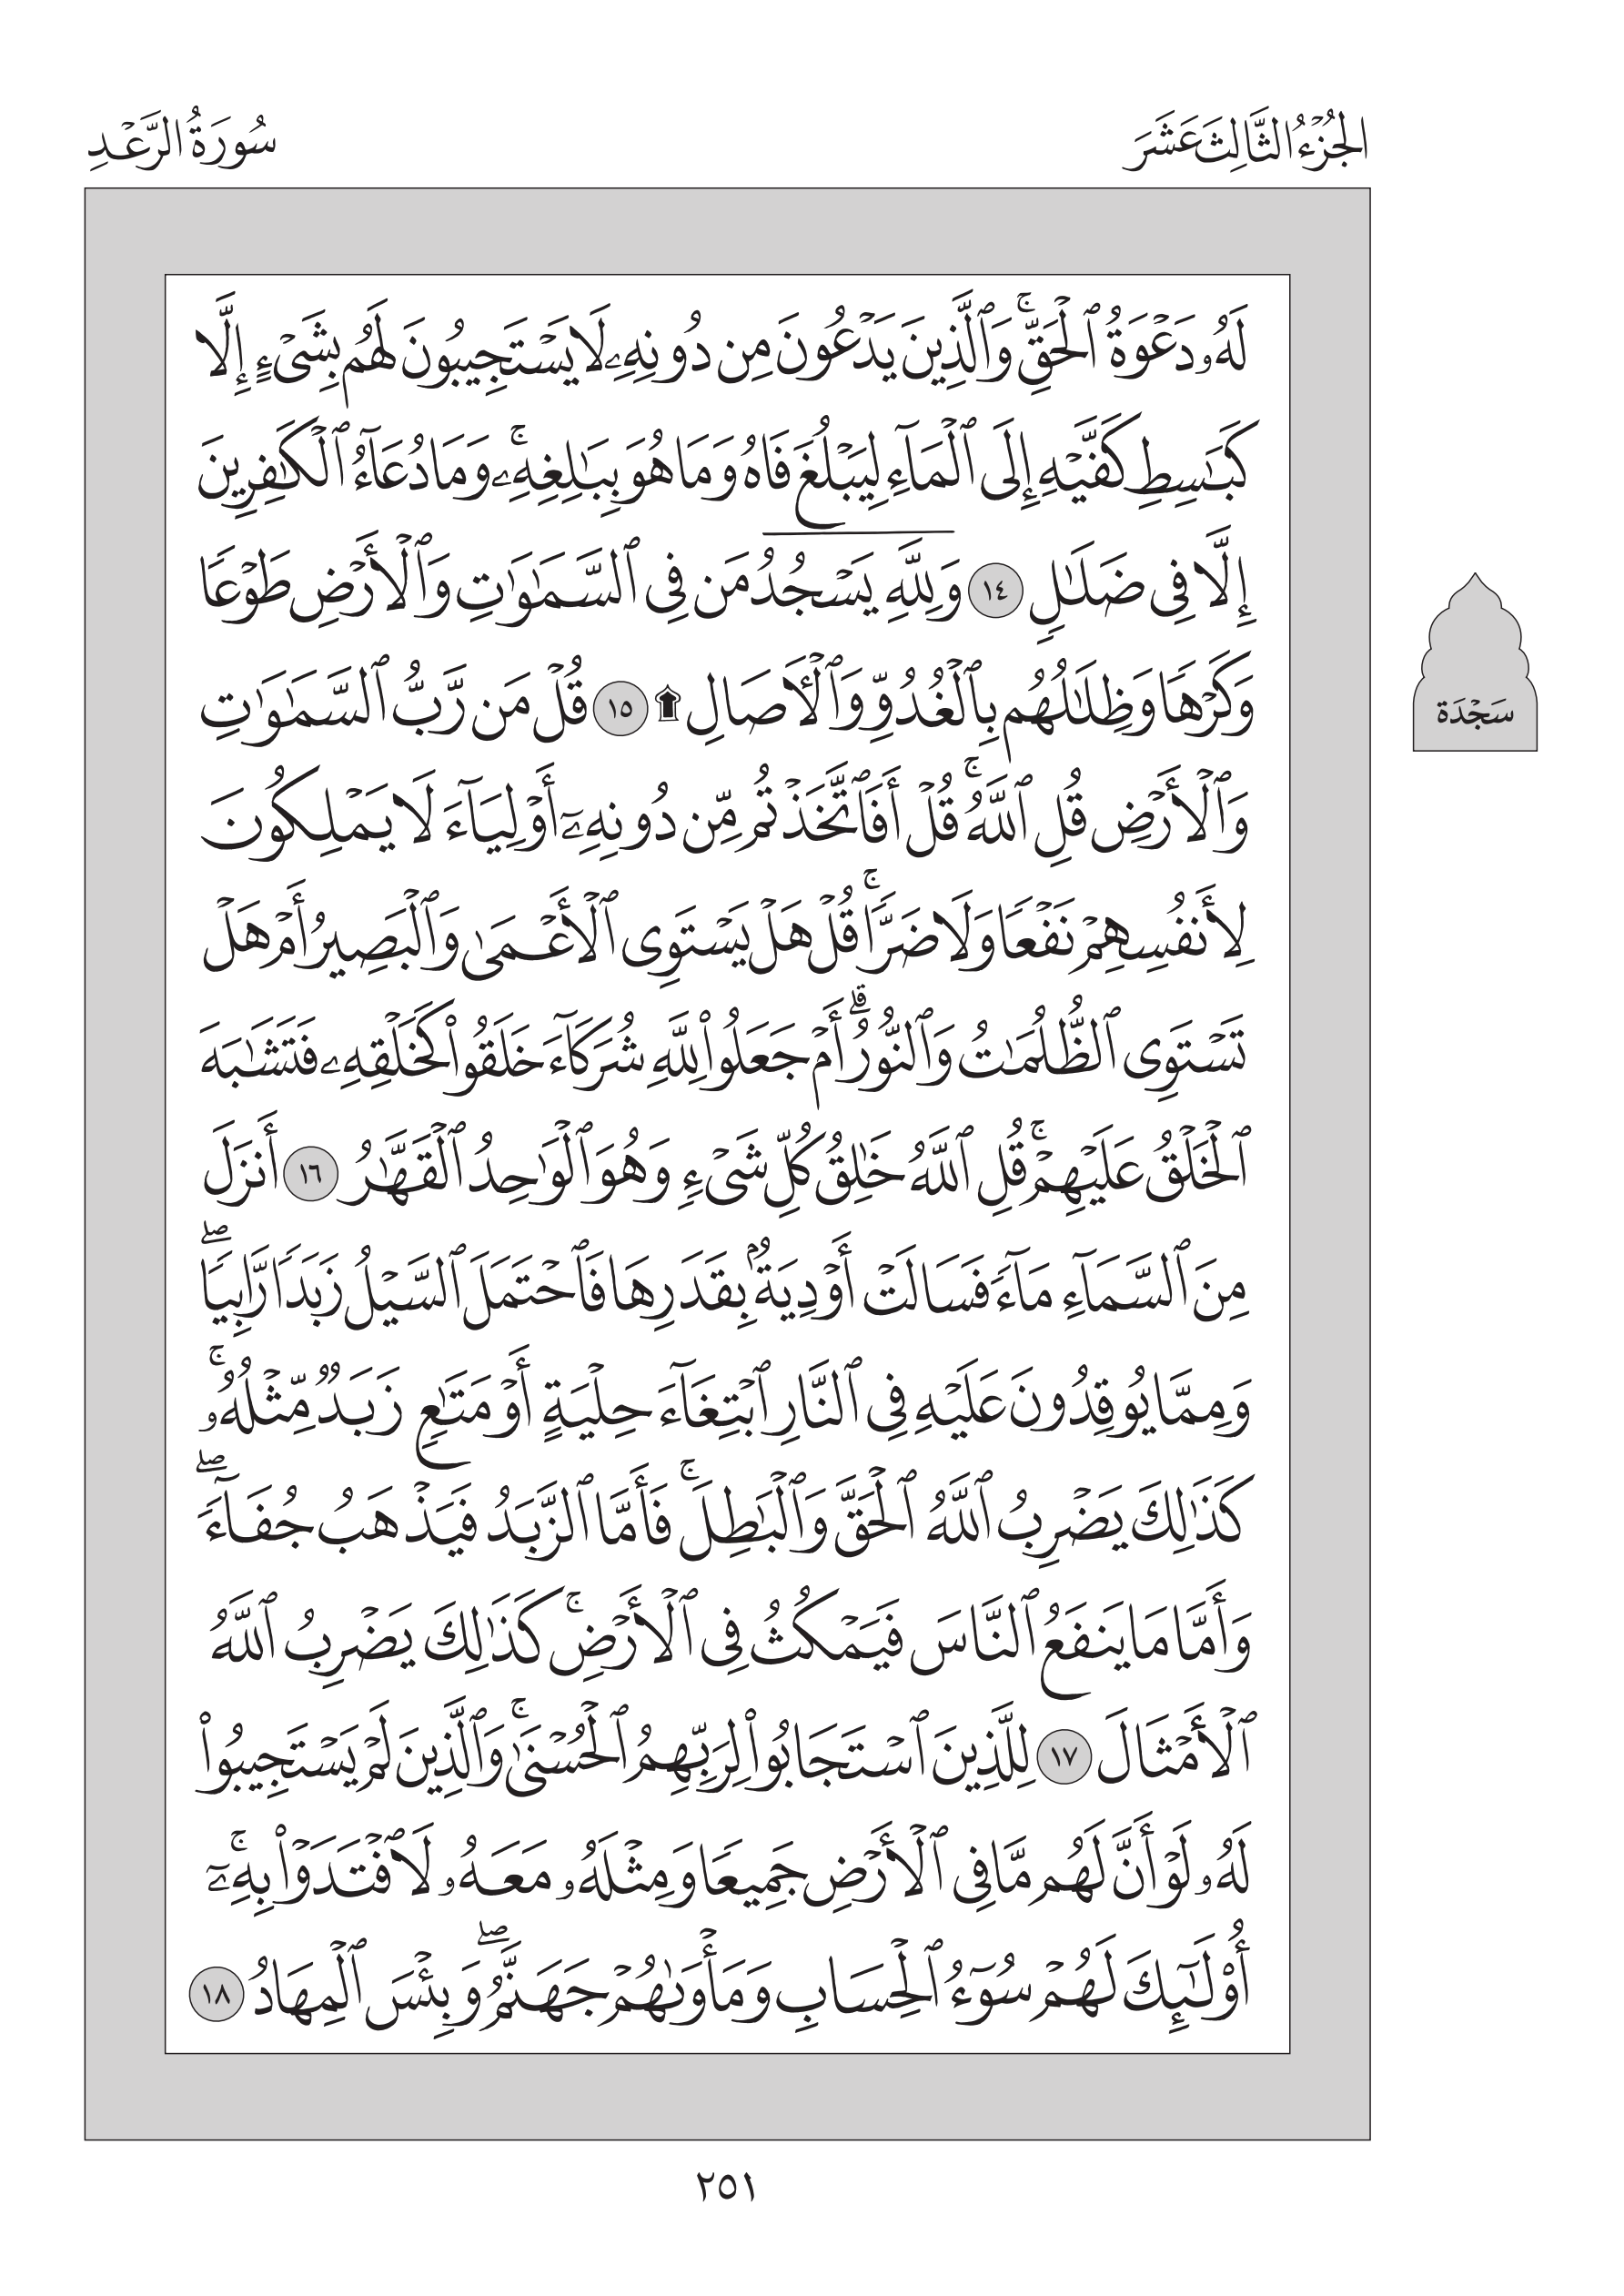 الجُزْءُ الثَّالِثَ عَشَرَ
سُورَةُ الرَّعْدِ
لَهُۥ دَعْوَةُ ٱلْحَقِّ ۚ وَٱلَّذِينَ يَدْعُونَ مِن دُونِهِۦ لَا يَسْتَجِيبُونَ لَهُم بِشَىْءٍ إِلَّا
كَبَـٰسِطِ كَفَّيْهِ إِلَى ٱلْمَآءِ لِيَبْلُغَ فَاهُ وَمَا هُوَ بِبَـٰلِغِهِۦ ۚ وَمَا دُعَآءُ ٱلْكَـٰفِرِينَ
إِلَّا فِى ضَلَـٰلٍ ١٤ وَلِلَّهِ يَسْجُدُ مَن فِى ٱلسَّمَـٰوَٰتِ وَٱلْأَرْضِ طَوْعًا
وَكَرْهًا وَظِلَـٰلُهُم بِٱلْغُدُوِّ وَٱلْـَٔاصَالِ ۩ ١٥ قُلْ مَن رَّبُّ ٱلسَّمَـٰوَٰتِ
وَٱلْأَرْضِ قُلِ ٱللَّهُ ۚ قُلْ أَفَٱتَّخَذْتُم مِّن دُونِهِۦٓ أَوْلِيَآءَ لَا يَمْلِكُونَ
لِأَنفُسِهِمْ نَفْعًا وَلَا ضَرًّا ۚ قُلْ هَلْ يَسْتَوِى ٱلْأَعْمَىٰ وَٱلْبَصِيرُ أَمْ هَلْ
تَسْتَوِى ٱلظُّلُمَـٰتُ وَٱلنُّورُ ۗ أَمْ جَعَلُوا۟ لِلَّهِ شُرَكَآءَ خَلَقُوا۟ كَخَلْقِهِۦ فَتَشَـٰبَهَ
ٱلْخَلْقُ عَلَيْهِمْ ۚ قُلِ ٱللَّهُ خَـٰلِقُ كُلِّ شَىْءٍ وَهُوَ ٱلْوَٰحِدُ ٱلْقَهَّـٰرُ ١٦ أَنزَلَ
مِنَ ٱلسَّمَآءِ مَآءً فَسَالَتْ أَوْدِيَةٌۢ بِقَدَرِهَا فَٱحْتَمَلَ ٱلسَّيْلُ زَبَدًا رَّابِيًا ۖ
وَمِمَّا يُوقِدُونَ عَلَيْهِ فِى ٱلنَّارِ ٱبْتِغَآءَ حِلْيَةٍ أَوْ مَتَـٰعٍ زَبَدٌ مِّثْلُهُۥ ۚ
كَذَٰلِكَ يَضْرِبُ ٱللَّهُ ٱلْحَقَّ وَٱلْبَـٰطِلَ ۚ فَأَمَّا ٱلزَّبَدُ فَيَذْهَبُ جُفَآءً ۖ
وَأَمَّا مَا يَنفَعُ ٱلنَّاسَ فَيَمْكُثُ فِى ٱلْأَرْضِ ۚ كَذَٰلِكَ يَضْرِبُ ٱللَّهُ
ٱلْأَمْثَالَ ١٧ لِلَّذِينَ ٱسْتَجَابُوا۟ لِرَبِّهِمُ ٱلْحُسْنَىٰ ۚ وَٱلَّذِينَ لَمْ يَسْتَجِيبُوا۟
لَهُۥ لَوْ أَنَّ لَهُم مَّا فِى ٱلْأَرْضِ جَمِيعًا وَمِثْلَهُۥ مَعَهُۥ لَٱفْتَدَوْا۟ بِهِۦٓ ۚ
أُو۟لَـٰٓئِكَ لَهُمْ سُوٓءُ ٱلْحِسَابِ وَمَأْوَىٰهُمْ جَهَنَّمُ ۖ وَبِئْسَ ٱلْمِهَادُ ١٨
سَجْدَة
٢٥١